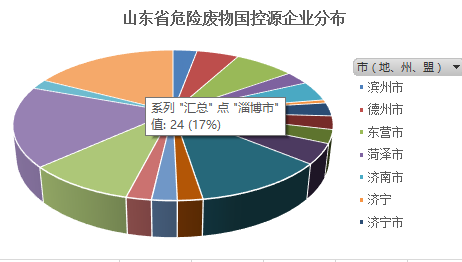 山东省危险废物国控源企业分布
市（地、州、盟）
滨州市
德州市
东营市
菏泽市
济南市
济宁
济宁市
系列 "汇总" 点 "淄博市"
值: 24 (17%)